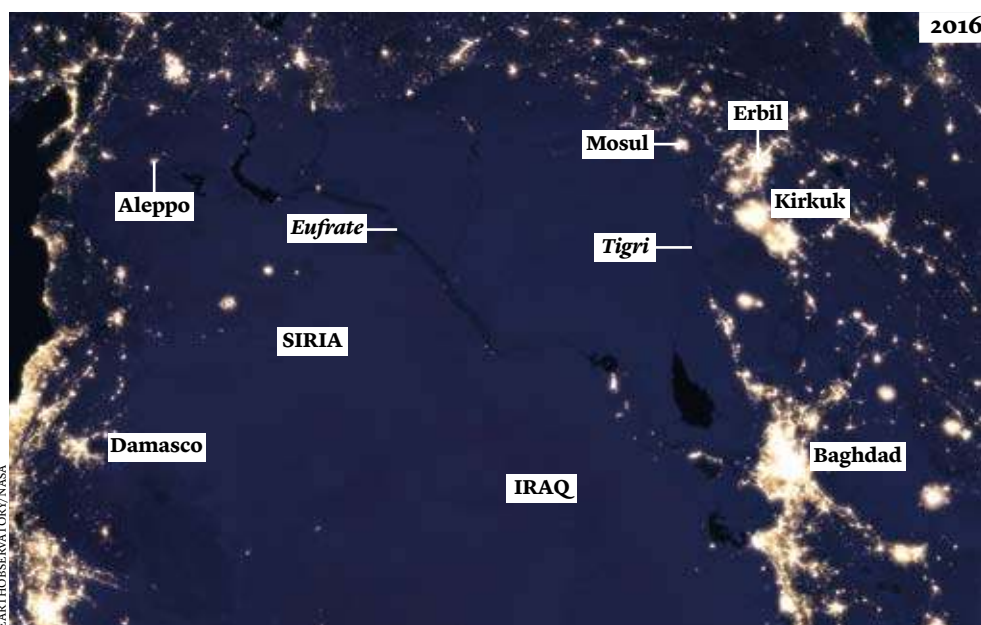 2016
Erbil
Mosul
Aleppo
Kirkuk
Eufrate
Tigri
SIRIA
Damasco
Baghdad
IRAQ
EARTHOBSERVATORY/NASA